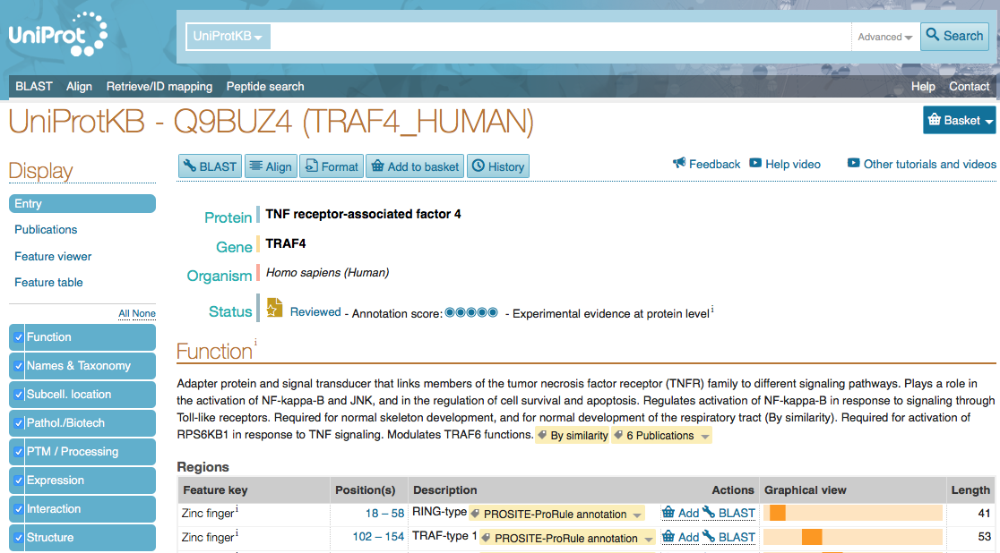 UniProt
UniProtKB
Advanced
Search
BLAST Align Retrieve/ID mapping Peptide search
Help Contact
UniProtKB - Q9BUZ4 (TRAF4_HUMAN)
Basket
Display
BLAST Align Format Add to basket History
Feedback Help video Other tutorials and videos
Entry
Publications
Feature viewer
Feature table
All None
Function
Names & Taxonomy
Subcell. location
Pathol./Biotech
PTM / Processing
Expression
Interaction
Structure
Protein TNF receptor-associated factor 4
Gene TRAF4
Organism Homo sapiens (Human)
Status Reviewed - Annotation score: - Experimental evidence at protein level i
Function i
Adapter protein and signal transducer that links members of the tumor necrosis factor receptor (TNFR) family to different signaling pathways. Plays a role in
the activation of NF-kappa-B and JNK, and in the regulation of cell survival and apoptosis. Regulates activation of NF-kappa-B in response to signaling through
Toll-like receptors. Required for normal skeleton development, and for normal development of the respiratory tract (By similarity). Required for activation of
RPS6KB1 in response to TNF signaling. Modulates TRAF6 functions. By similarity 6 Publications
Regions
Feature key Position(s) Description Actions Graphical view Length
Zinc finger i 18 – 58 RING-type PROSITE-ProRule annotation Add BLAST 41
Zinc finger i 102 – 154 TRAF-type 1 PROSITE-ProRule annotation Add BLAST 53